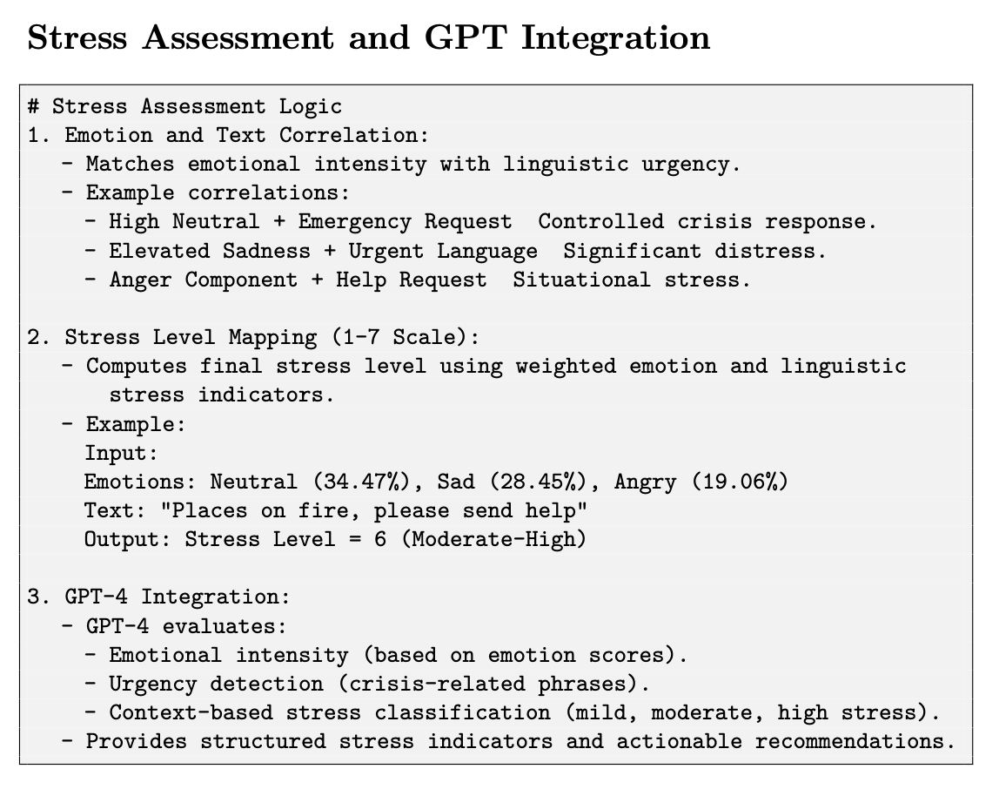 Stress Assessment and GPT Integration
# Stress Assessment Logic
1. Emotion and Text Correlation:
- Matches emotional intensity with linguistic urgency.
- Example correlations:
- High Neutral + Emergency Request  Controlled crisis response.
- Elevated Sadness + Urgent Language  Significant distress.
- Anger Component + Help Request  Situational stress.
2. Stress Level Mapping (1-7 Scale):
- Computes final stress level using weighted emotion and linguistic
stress indicators.
- Example:
Input:
Emotions: Neutral (34.47%), Sad (28.45%), Angry (19.06%)
Text: "Places on fire, please send help"
Output: Stress Level = 6 (Moderate-High)
3. GPT-4 Integration:
- GPT-4 evaluates:
- Emotional intensity (based on emotion scores).
- Urgency detection (crisis-related phrases).
- Context-based stress classification (mild, moderate, high stress).
- Provides structured stress indicators and actionable recommendations.